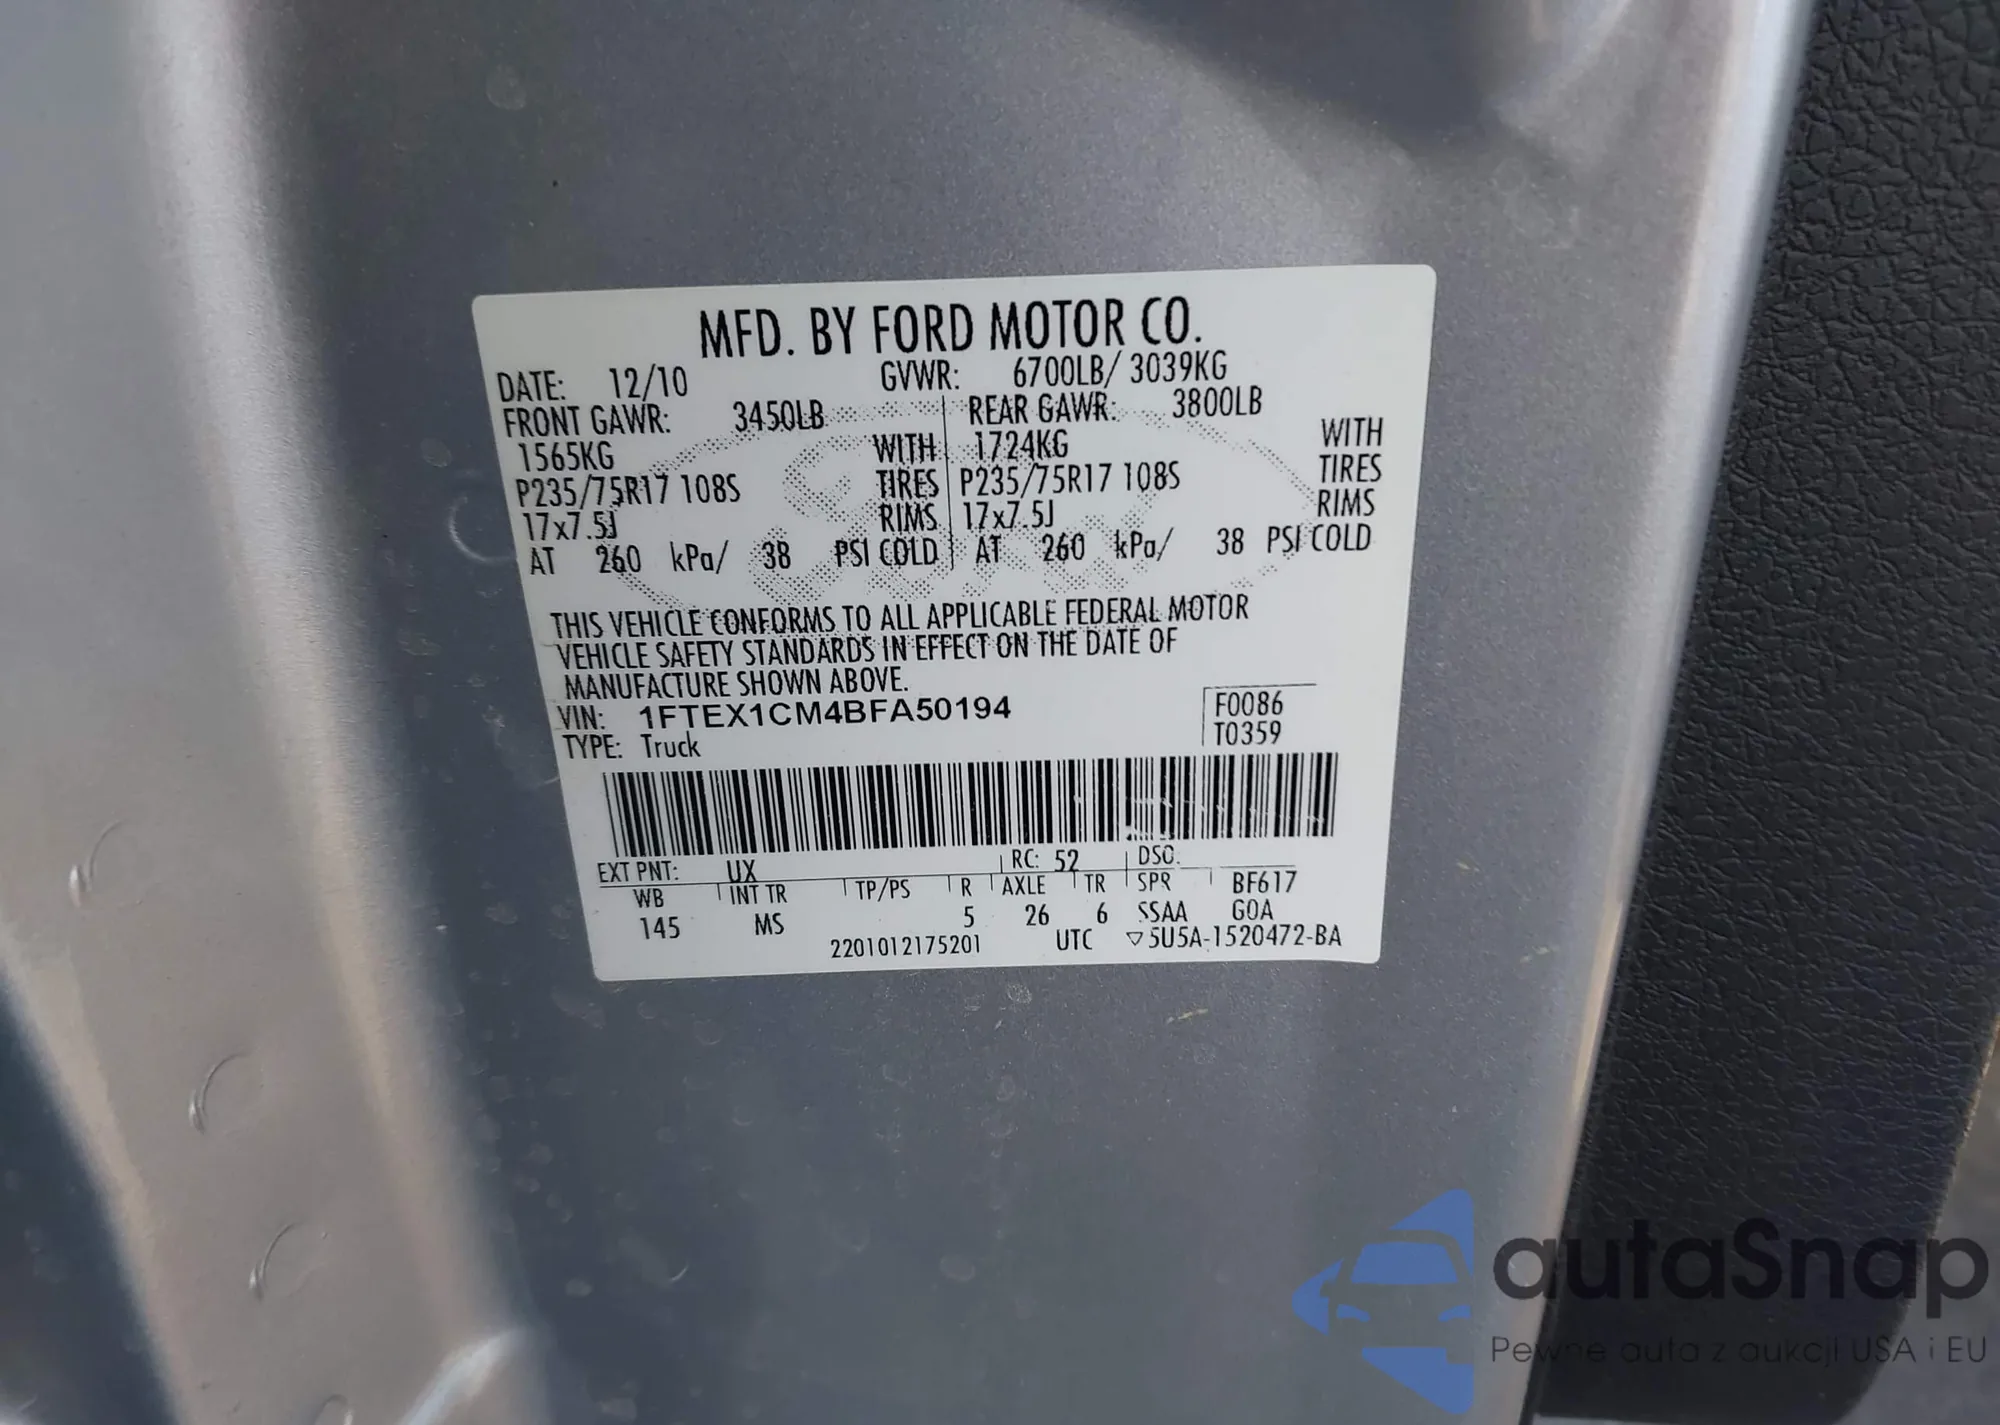 MFD. BY FORD MOTOR CO.
DATE: 12/10 GVWR: 6700LB/ 3039KG
FRONT GAWR: 3450LB REAR GAWR: 3800LB
1565KG WITH 1724KG WITH
P235/75R17 108S TIRES P235/75R17 108S TIRES
17x7.5J RIMS 17x7.5J RIMS
AT 260 kPa/ 38 PSI COLD AT 260 kPa/ 38 PSI COLD
THIS VEHICLE CONFORMS TO ALL APPLICABLE FEDERAL MOTOR
VEHICLE SAFETY STANDARDS IN EFFECT ON THE DATE OF
MANUFACTURE SHOWN ABOVE.
VIN: 1FTEX1CM4BFA50194 F0086
TYPE: Truck T0359
EXT PNT: UX RC: 52 DSO:
WB INT TR TP/PS R AXLE TR SPR BF617
145 MS 5 26 6 SSAA GOA
2201012175201 UTC ▽5U5A-1520472-BA
autaSnap
Pewne auta z aukcji USA i EU